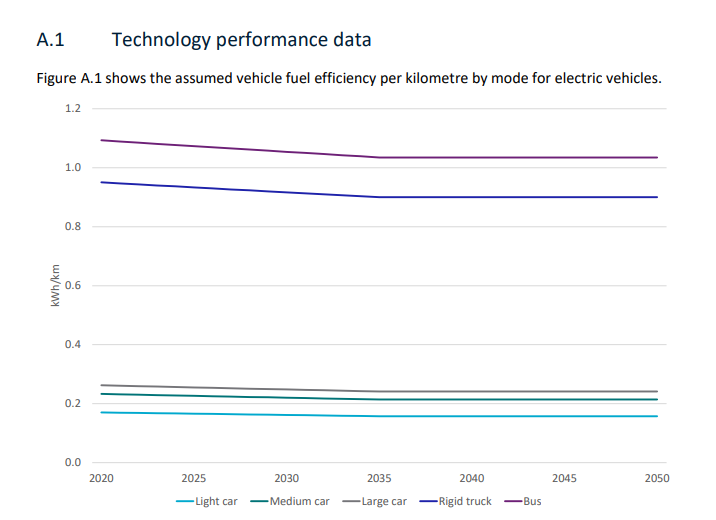 A.1 Technology performance data
Figure A.1 shows the assumed vehicle fuel efficiency per kilometre by mode for electric vehicles.
1.2
1.0
0.8
0.6
0.4
0.2
0.0
kWh/km
2020 2025 2030 2035 2040 2045 2050
Light car Medium car Large car Rigid truck Bus